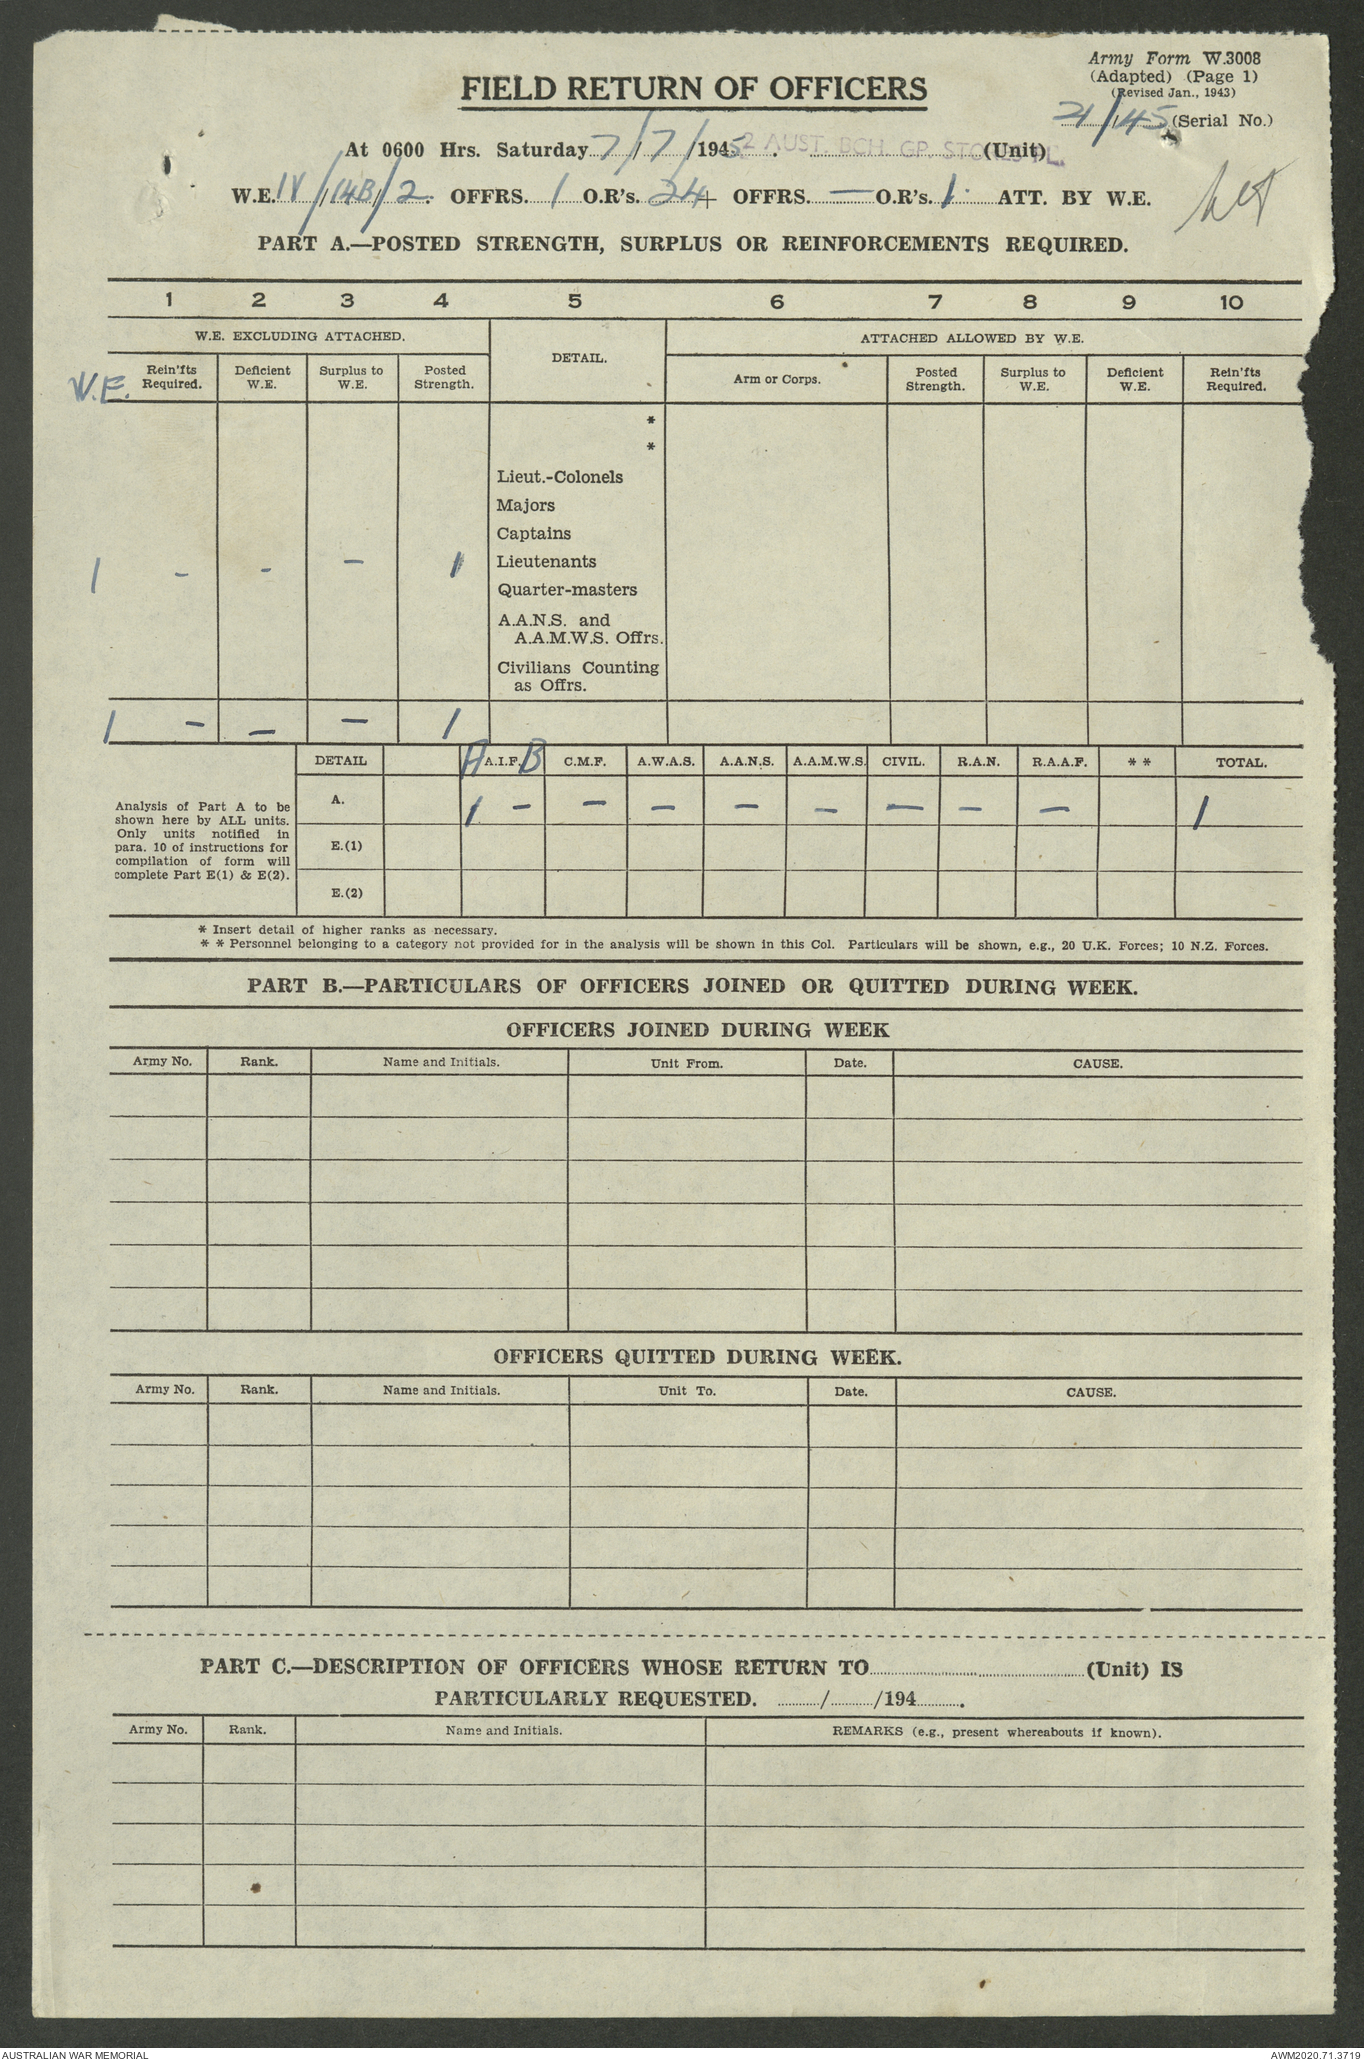 Army Form W.3008
(Adapted) (Page 1)
(Revised Jan., 1943)
21/45 (Serial No.)
FIELD RETURN OF OFFICERS
At 0600 Hrs. Saturday 7/7/1945. 2 AUST. BCH. GP. STORES PL. (Unit)
W.E. IV/14B/2. OFFRS. 1 O.R's. 24 + OFFRS. — O.R's. 1. ATT. BY W.E.
PART A.—POSTED STRENGTH, SURPLUS OR REINFORCEMENTS REQUIRED.
1 2 3 4 5 6 7 8 9 10
W.E. EXCLUDING ATTACHED. DETAIL. ATTACHED ALLOWED BY W.E.
W.E. Rein'fts Required. Deficient W.E. Surplus to W.E. Posted Strength. Arm or Corps. Posted Strength. Surplus to W.E. Deficient W.E. Rein'fts Required.
*
*
Lieut.-Colonels
Majors
Captains
1 - - - 1 Lieutenants
Quarter-masters
A.A.N.S. and
A.A.M.W.S. Offrs.
Civilians Counting
as Offrs.
1 - - - 1
DETAIL A A.I.F. B C.M.F. A.W.A.S. A.A.N.S. A.A.M.W.S. CIVIL. R.A.N. R.A.A.F. * * TOTAL.
Analysis of Part A to be
shown here by ALL units.
Only units notified in
para. 10 of instructions for
compilation of form will
complete Part E(1) & E(2).
A. 1 - - - - - - - - 1
E.(1)
E.(2)
* Insert detail of higher ranks as necessary.
* * Personnel belonging to a category not provided for in the analysis will be shown in this Col. Particulars will be shown, e.g., 20 U.K. Forces; 10 N.Z. Forces.
PART B.—PARTICULARS OF OFFICERS JOINED OR QUITTED DURING WEEK.
OFFICERS JOINED DURING WEEK
Army No. Rank. Name and Initials. Unit From. Date. CAUSE.
OFFICERS QUITTED DURING WEEK.
Army No. Rank. Name and Initials. Unit To. Date. CAUSE.
PART C.—DESCRIPTION OF OFFICERS WHOSE RETURN TO (Unit) IS
PARTICULARLY REQUESTED. / /194 .
Army No. Rank. Name and Initials. REMARKS (e.g., present whereabouts if known).
AUSTRALIAN WAR MEMORIAL
AWM2020.71.3719